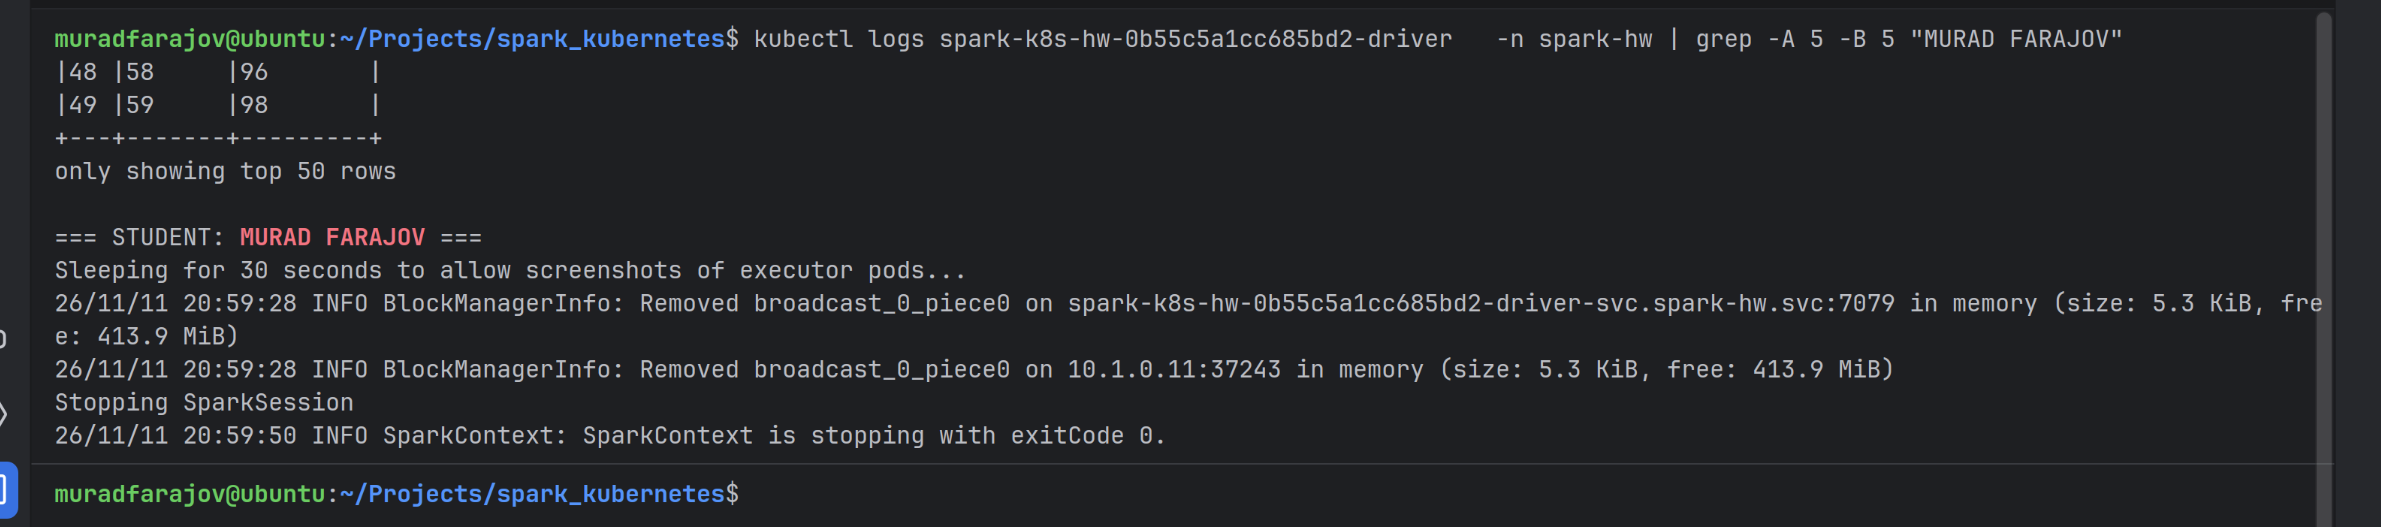 muradfarajov@ubuntu:~/Projects/spark_kubernetes$ kubectl logs spark-k8s-hw-0b55c5a1cc685bd2-driver   -n spark-hw | grep -A 5 -B 5 "MURAD FARAJOV"
|48 |58     |96       |
|49 |59     |98       |
+---+-------+---------+
only showing top 50 rows

=== STUDENT: MURAD FARAJOV ===
Sleeping for 30 seconds to allow screenshots of executor pods...
26/11/11 20:59:28 INFO BlockManagerInfo: Removed broadcast_0_piece0 on spark-k8s-hw-0b55c5a1cc685bd2-driver-svc.spark-hw.svc:7079 in memory (size: 5.3 KiB, fre
e: 413.9 MiB)
26/11/11 20:59:28 INFO BlockManagerInfo: Removed broadcast_0_piece0 on 10.1.0.11:37243 in memory (size: 5.3 KiB, free: 413.9 MiB)
Stopping SparkSession
26/11/11 20:59:50 INFO SparkContext: SparkContext is stopping with exitCode 0.
muradfarajov@ubuntu:~/Projects/spark_kubernetes$